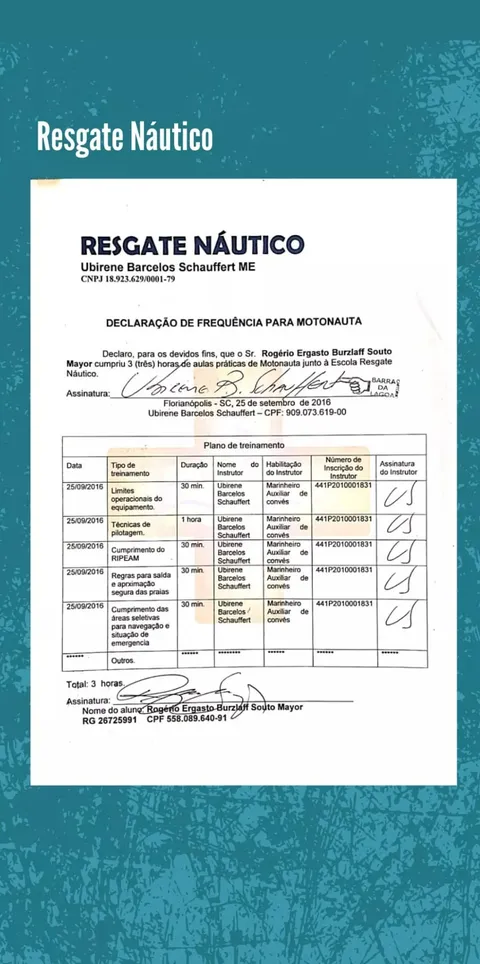 Resgate Náutico
RESGATE NÁUTICO
Ubirene Barcelos Schauffert ME
CNPJ 18.923.629/0001-79
DECLARAÇÃO DE FREQUÊNCIA PARA MOTONAUTA
Declaro, para os devidos fins, que o Sr. Rogério Ergasto Burzlaff Souto
Mayor cumpriu 3 (três) horas de aulas práticas de Motonauta junto à Escola Resgate
Náutico.
Assinatura: Ubirene B. Schauffert BARRA
DA
LAGOA
Florianópolis - SC, 25 de setembro de 2016
Ubirene Barcelos Schauffert – CPF: 909.073.619-00
Plano de treinamento
Data Tipo de treinamento Duração Nome do Instrutor Habilitação do Instrutor Número de Inscrição do Instrutor Assinatura do Instrutor
25/09/2016 Limites operacionais do equipamento. 30 min. Ubirene Barcelos Schauffert Marinheiro Auxiliar de convés 441P2010001831
25/09/2016 Técnicas de pilotagem. 1 hora Ubirene Barcelos Schauffert Marinheiro Auxiliar de convés 441P2010001831
25/09/2016 Cumprimento do RIPEAM 30 min. Ubirene Barcelos Schauffert Marinheiro Auxiliar de convés 441P2010001831
25/09/2016 Regras para saída e aprximação segura das praias 30 min. Ubirene Barcelos Schauffert Marinheiro Auxiliar de convés 441P2010001831
25/09/2016 Cumprimento das áreas seletivas para navegação e situação de emergencia 30 min. Ubirene Barcelos Schauffert Marinheiro Auxiliar de convés 441P2010001831
****** Outros. ****** ******** ****** ****** ******
Total: 3 horas.
Assinatura:
Nome do aluno: Rogério Ergasto Burzlaff Souto Mayor
RG 26725991 CPF 558.089.640-91